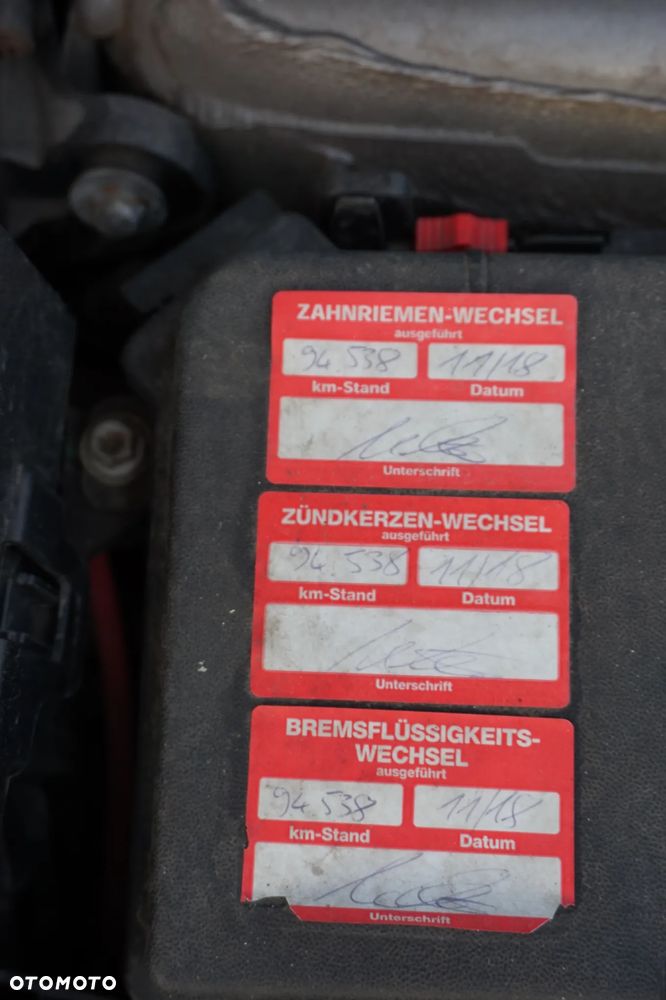 ZAHNRIEMEN-WECHSEL
ausgeführt
94.538 11/18
km-Stand Datum
Unterschrift
ZÜNDKERZEN-WECHSEL
ausgeführt
94.538 11/18
km-Stand Datum
Unterschrift
BREMSFLÜSSIGKEITS-
WECHSEL
ausgeführt
94.538 11/18
km-Stand Datum
Unterschrift
OTOMOTO